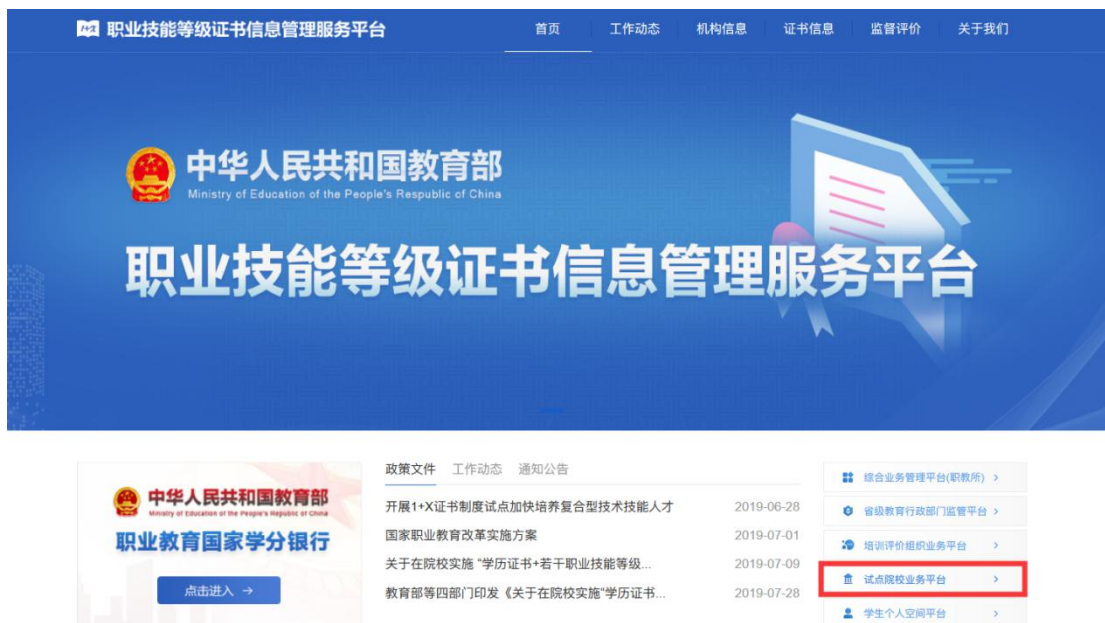 职业技能等级证书信息管理服务平台
首页 工作动态 机构信息 证书信息 监督评价 关于我们
中华人民共和国教育部
Ministry of Education of the People's Respublic of China
职业技能等级证书信息管理服务平台
中华人民共和国教育部
Ministry of Education of the People's Respublic of China
职业教育国家学分银行
点击进入 →
政策文件 工作动态 通知公告
开展1+X证书制度试点加快培养复合型技术技能人才 2019-06-28
国家职业教育改革实施方案 2019-07-01
关于在院校实施 “学历证书+若干职业技能等级... 2019-07-09
教育部等四部门印发《关于在院校实施“学历证书... 2019-07-28
综合业务管理平台(职教所) >
省级教育行政部门监管平台 >
培训评价组织业务平台 >
试点院校业务平台 >
学生个人空间平台 >